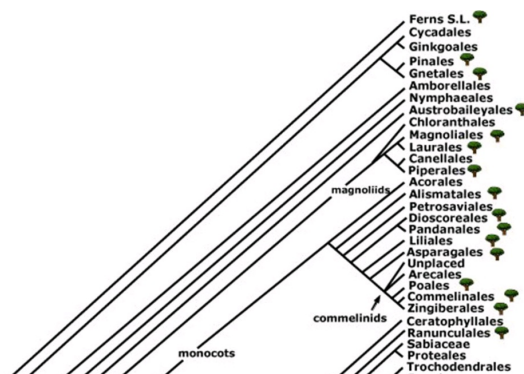 Ferns S.L.
Cycadales
Ginkgoales
Pinales
Gnetales
Amborellales
Nymphaeales
Austrobaileyales
Chloranthales
Magnoliales
Laurales
Canellales
Piperales
magnoliids
Acorales
Alismatales
Petrosaviales
Dioscoreales
Pandanales
Liliales
Asparagales
Unplaced
Arecales
Poales
Commelinales
Zingiberales
commelinids
Ceratophyllales
Ranunculales
Sabiaceae
monocots
Proteales
Trochodendrales